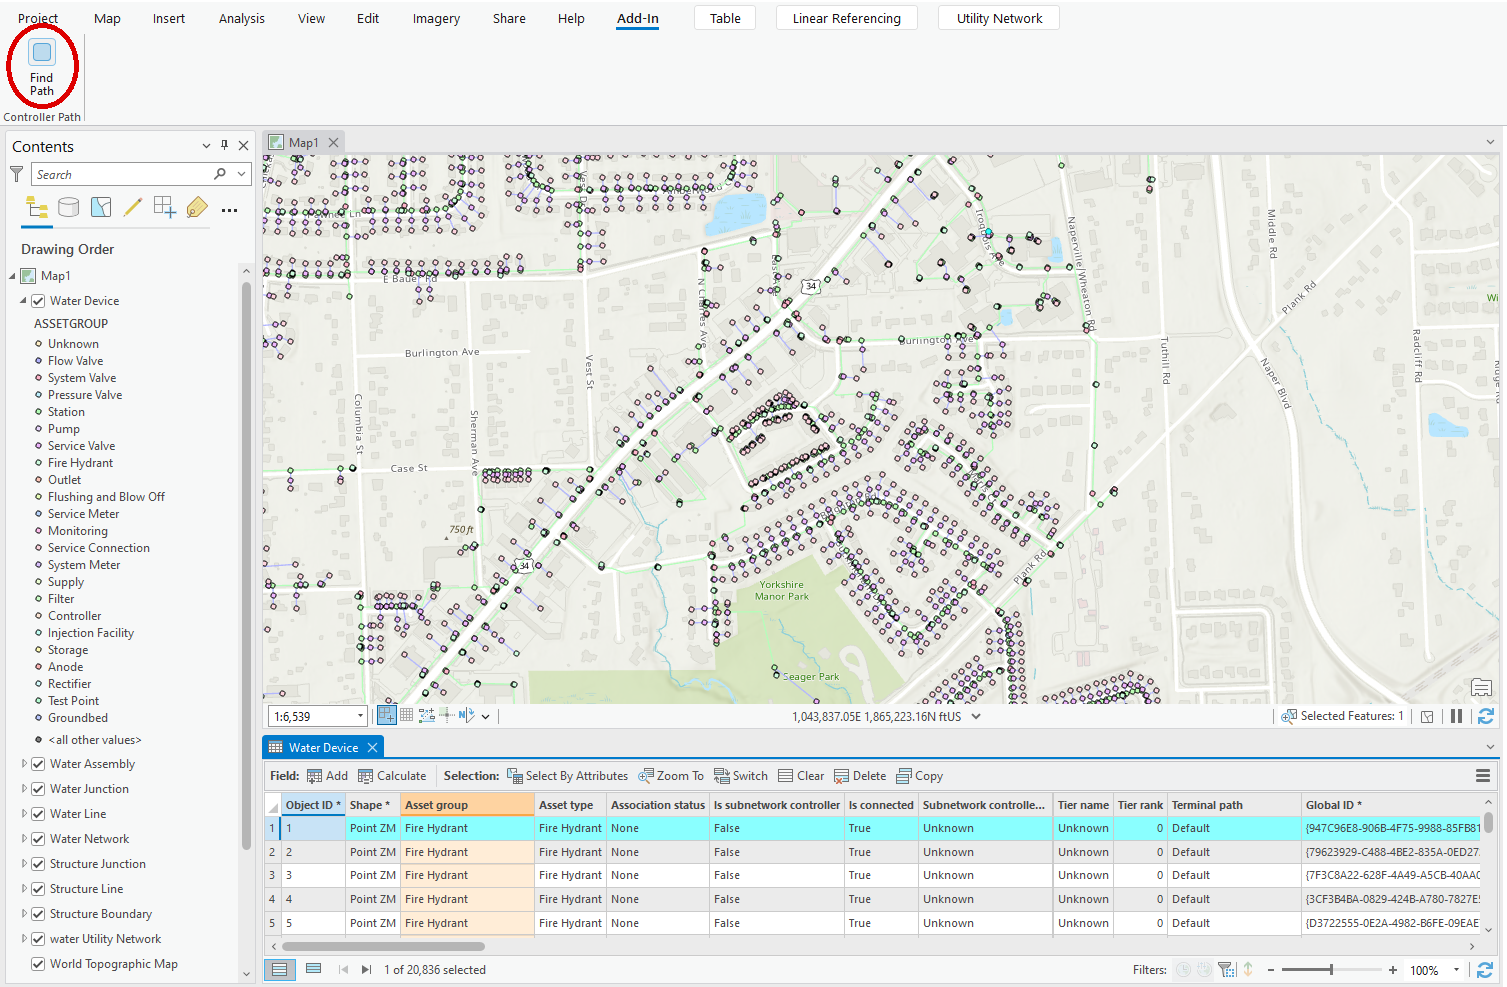 Project Map Insert Analysis View Edit Imagery Share Help Add-In Table Linear Referencing Utility Network
Find
Path
Controller Path
Contents
Search
Drawing Order
Map1
Water Device
ASSETGROUP
Unknown
Flow Valve
System Valve
Pressure Valve
Station
Pump
Service Valve
Fire Hydrant
Outlet
Flushing and Blow Off
Service Meter
Monitoring
Service Connection
System Meter
Supply
Filter
Controller
Injection Facility
Storage
Anode
Rectifier
Test Point
Groundbed
<all other values>
Water Assembly
Water Junction
Water Line
Water Network
Structure Junction
Structure Line
Structure Boundary
water Utility Network
World Topographic Map
Map1
E Bauer Rd
N Charles Ave
34
Iroquois Ave
Naperville/Wheaton Rd
Middle Rd
Plank Rd
Wi
Burlington Ave
Burlington Ave
Vest St
Columbia St
Sherman Ave
Case St
Tuthill Rd
Naper Blvd
Radcliff Rd
750 ft
34
Plank Rd
Yorkshire
Manor Park
Seager Park
1:6,539 1,043,837.05E 1,865,223.16N ftUS Selected Features: 1
Water Device
Field: Add Calculate Selection: Select By Attributes Zoom To Switch Clear Delete Copy
Object ID * Shape * Asset group Asset type Association status Is subnetwork controller Is connected Subnetwork controlle... Tier name Tier rank Terminal path Global ID *
1 1 Point ZM Fire Hydrant Fire Hydrant None False True Unknown Unknown 0 Default {947C96E8-906B-4F75-9988-85FB81
2 2 Point ZM Fire Hydrant Fire Hydrant None False True Unknown Unknown 0 Default {79623929-C488-4BE2-835A-0ED27
3 3 Point ZM Fire Hydrant Fire Hydrant None False True Unknown Unknown 0 Default {7F3C8A22-628F-4A49-A5CB-40AA0
4 4 Point ZM Fire Hydrant Fire Hydrant None False True Unknown Unknown 0 Default {3CF3B4BA-0829-424B-A780-7827E
5 5 Point ZM Fire Hydrant Fire Hydrant None False True Unknown Unknown 0 Default {D3722555-0E2A-4982-B6FE-09EAE
1 of 20,836 selected Filters: 100%